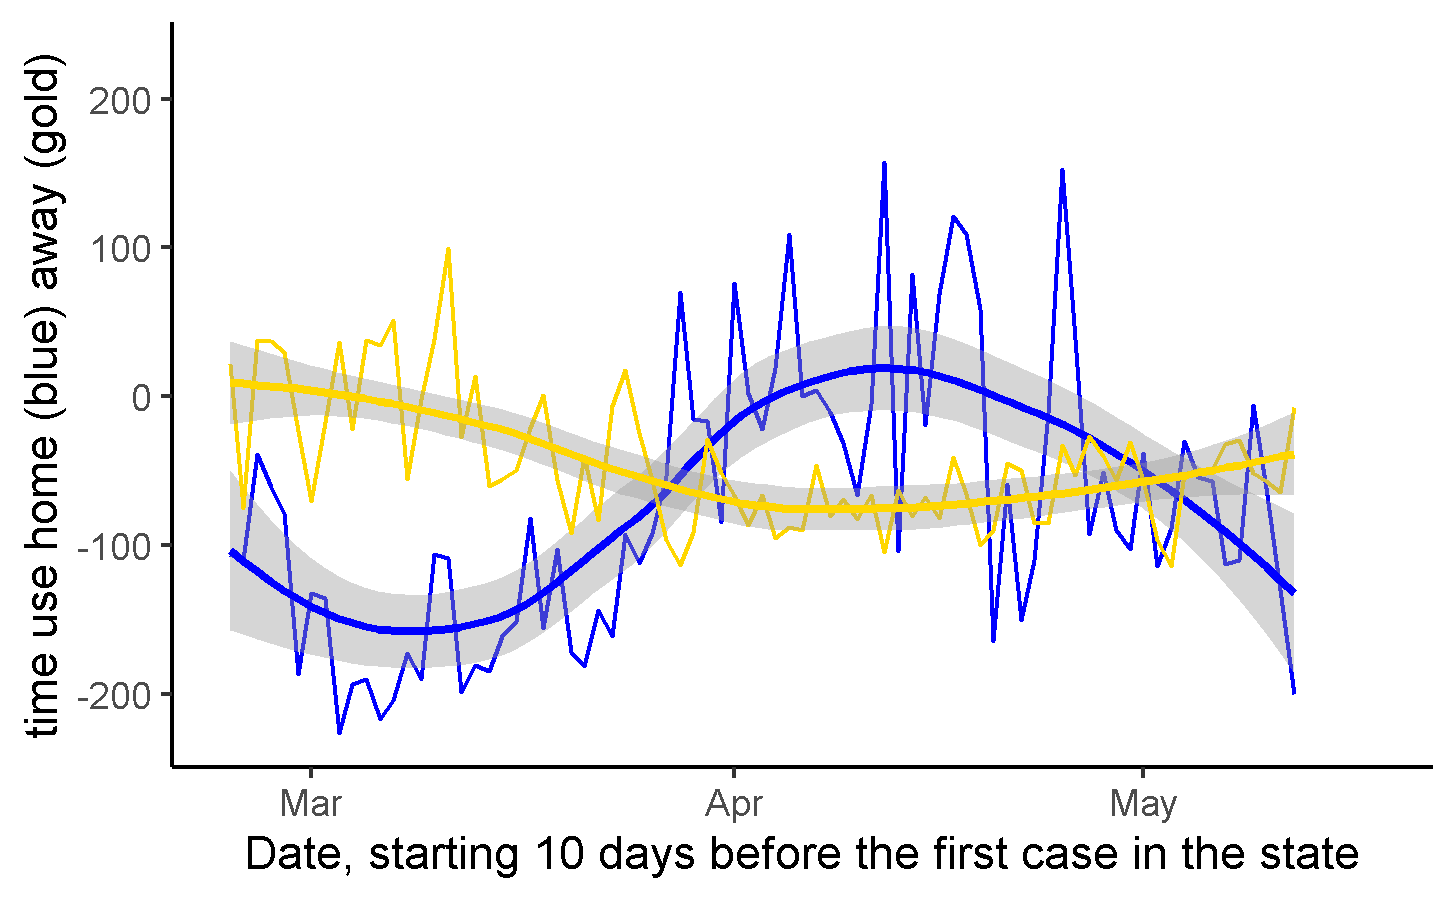 time use home (blue) away (gold)
200
100
0
-100
-200
Mar Apr May
Date, starting 10 days before the first case in the state